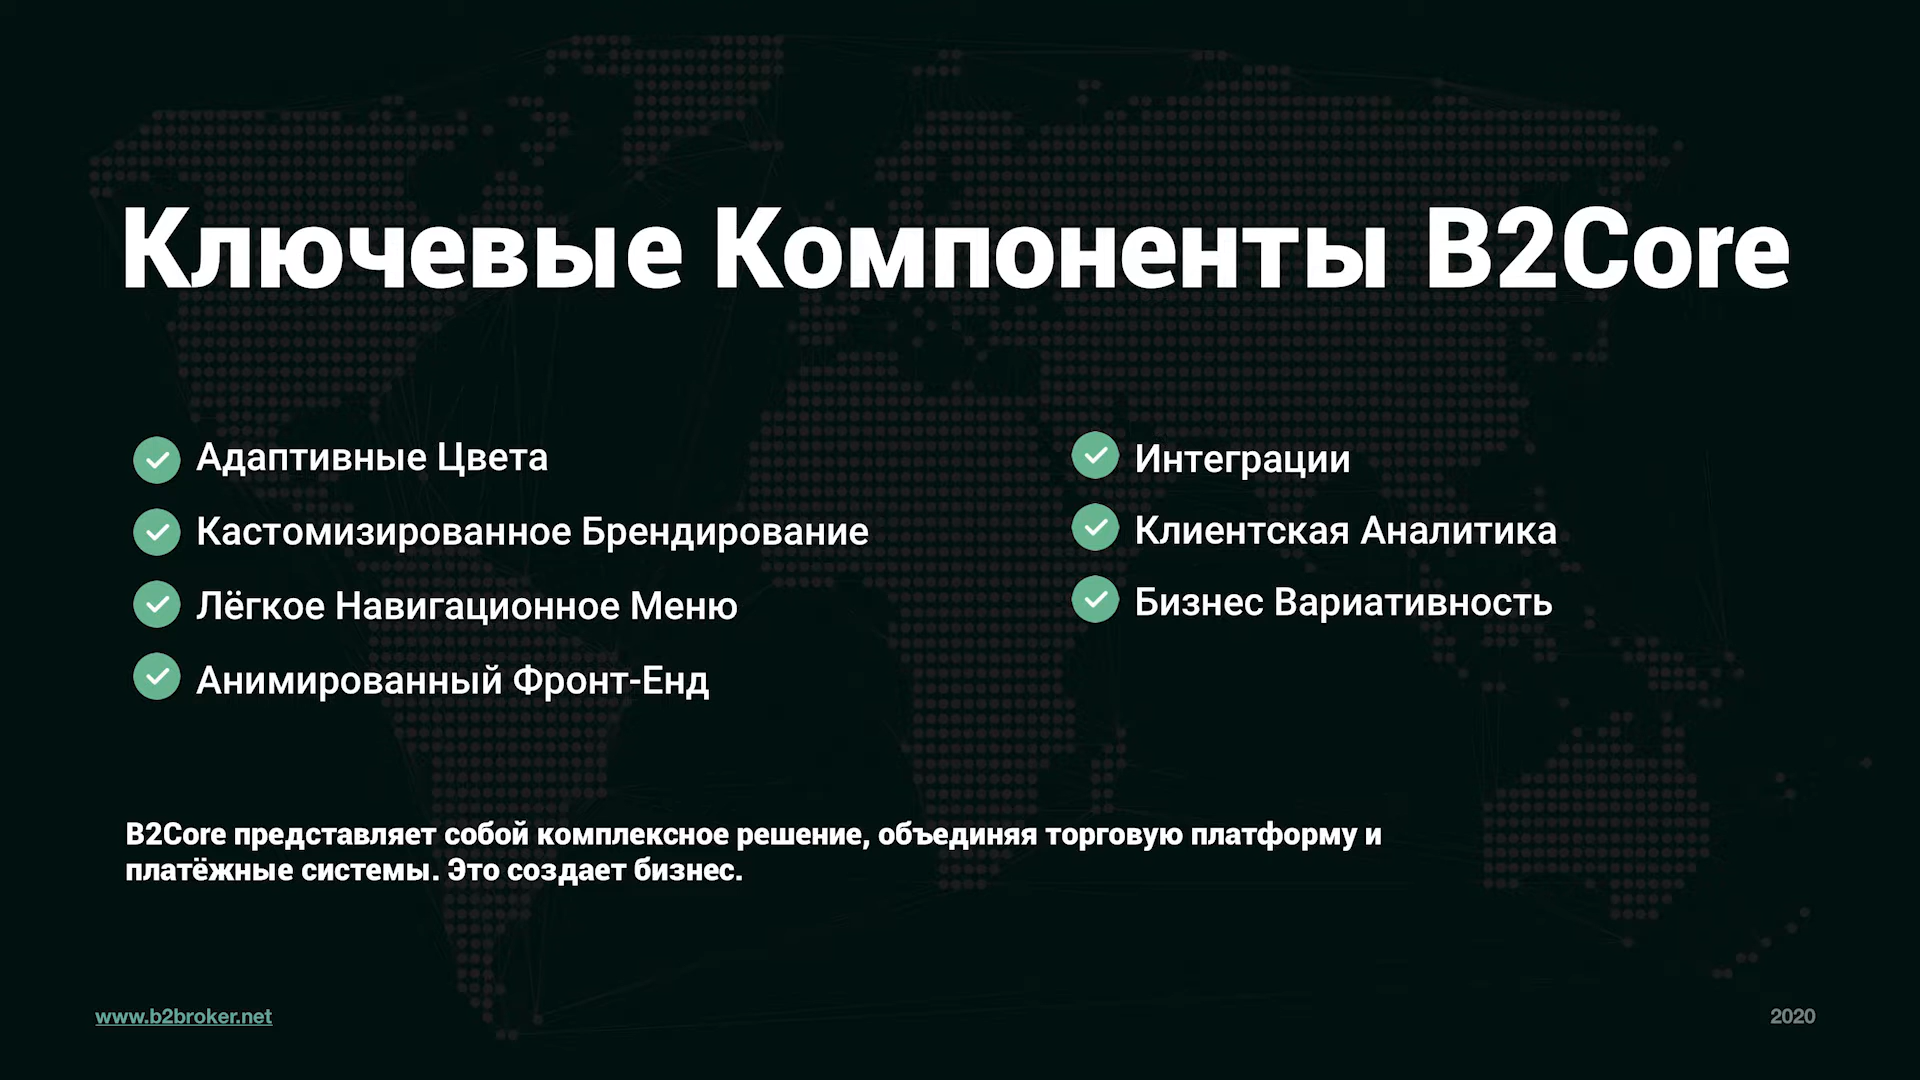 Ключевые Компоненты B2Core
Адаптивные Цвета
Кастомизированное Брендирование
Лёгкое Навигационное Меню
Анимированный Фронт-Енд
Интеграции
Клиентская Аналитика
Бизнес Вариативность
B2Core представляет собой комплексное решение, объединяя торговую платформу и
платёжные системы. Это создает бизнес.
www.b2broker.net
2020